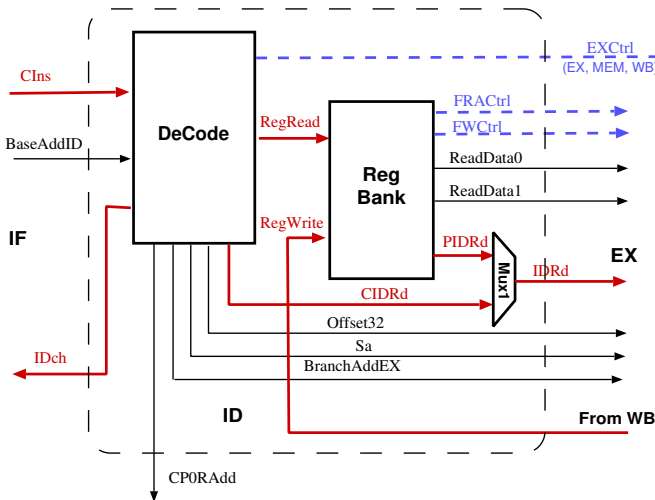 EXCtrl
(EX, MEM, WB)
CIns
FRACtrl
DeCode
RegRead
FWCtrl
BaseAddID
ReadData0
Reg
Bank
ReadData1
RegWrite
IF
PIDRd
EX
Mux1
IDRd
CIDRd
Offset32
Sa
IDch
BranchAddEX
ID
From WB
CP0RAdd